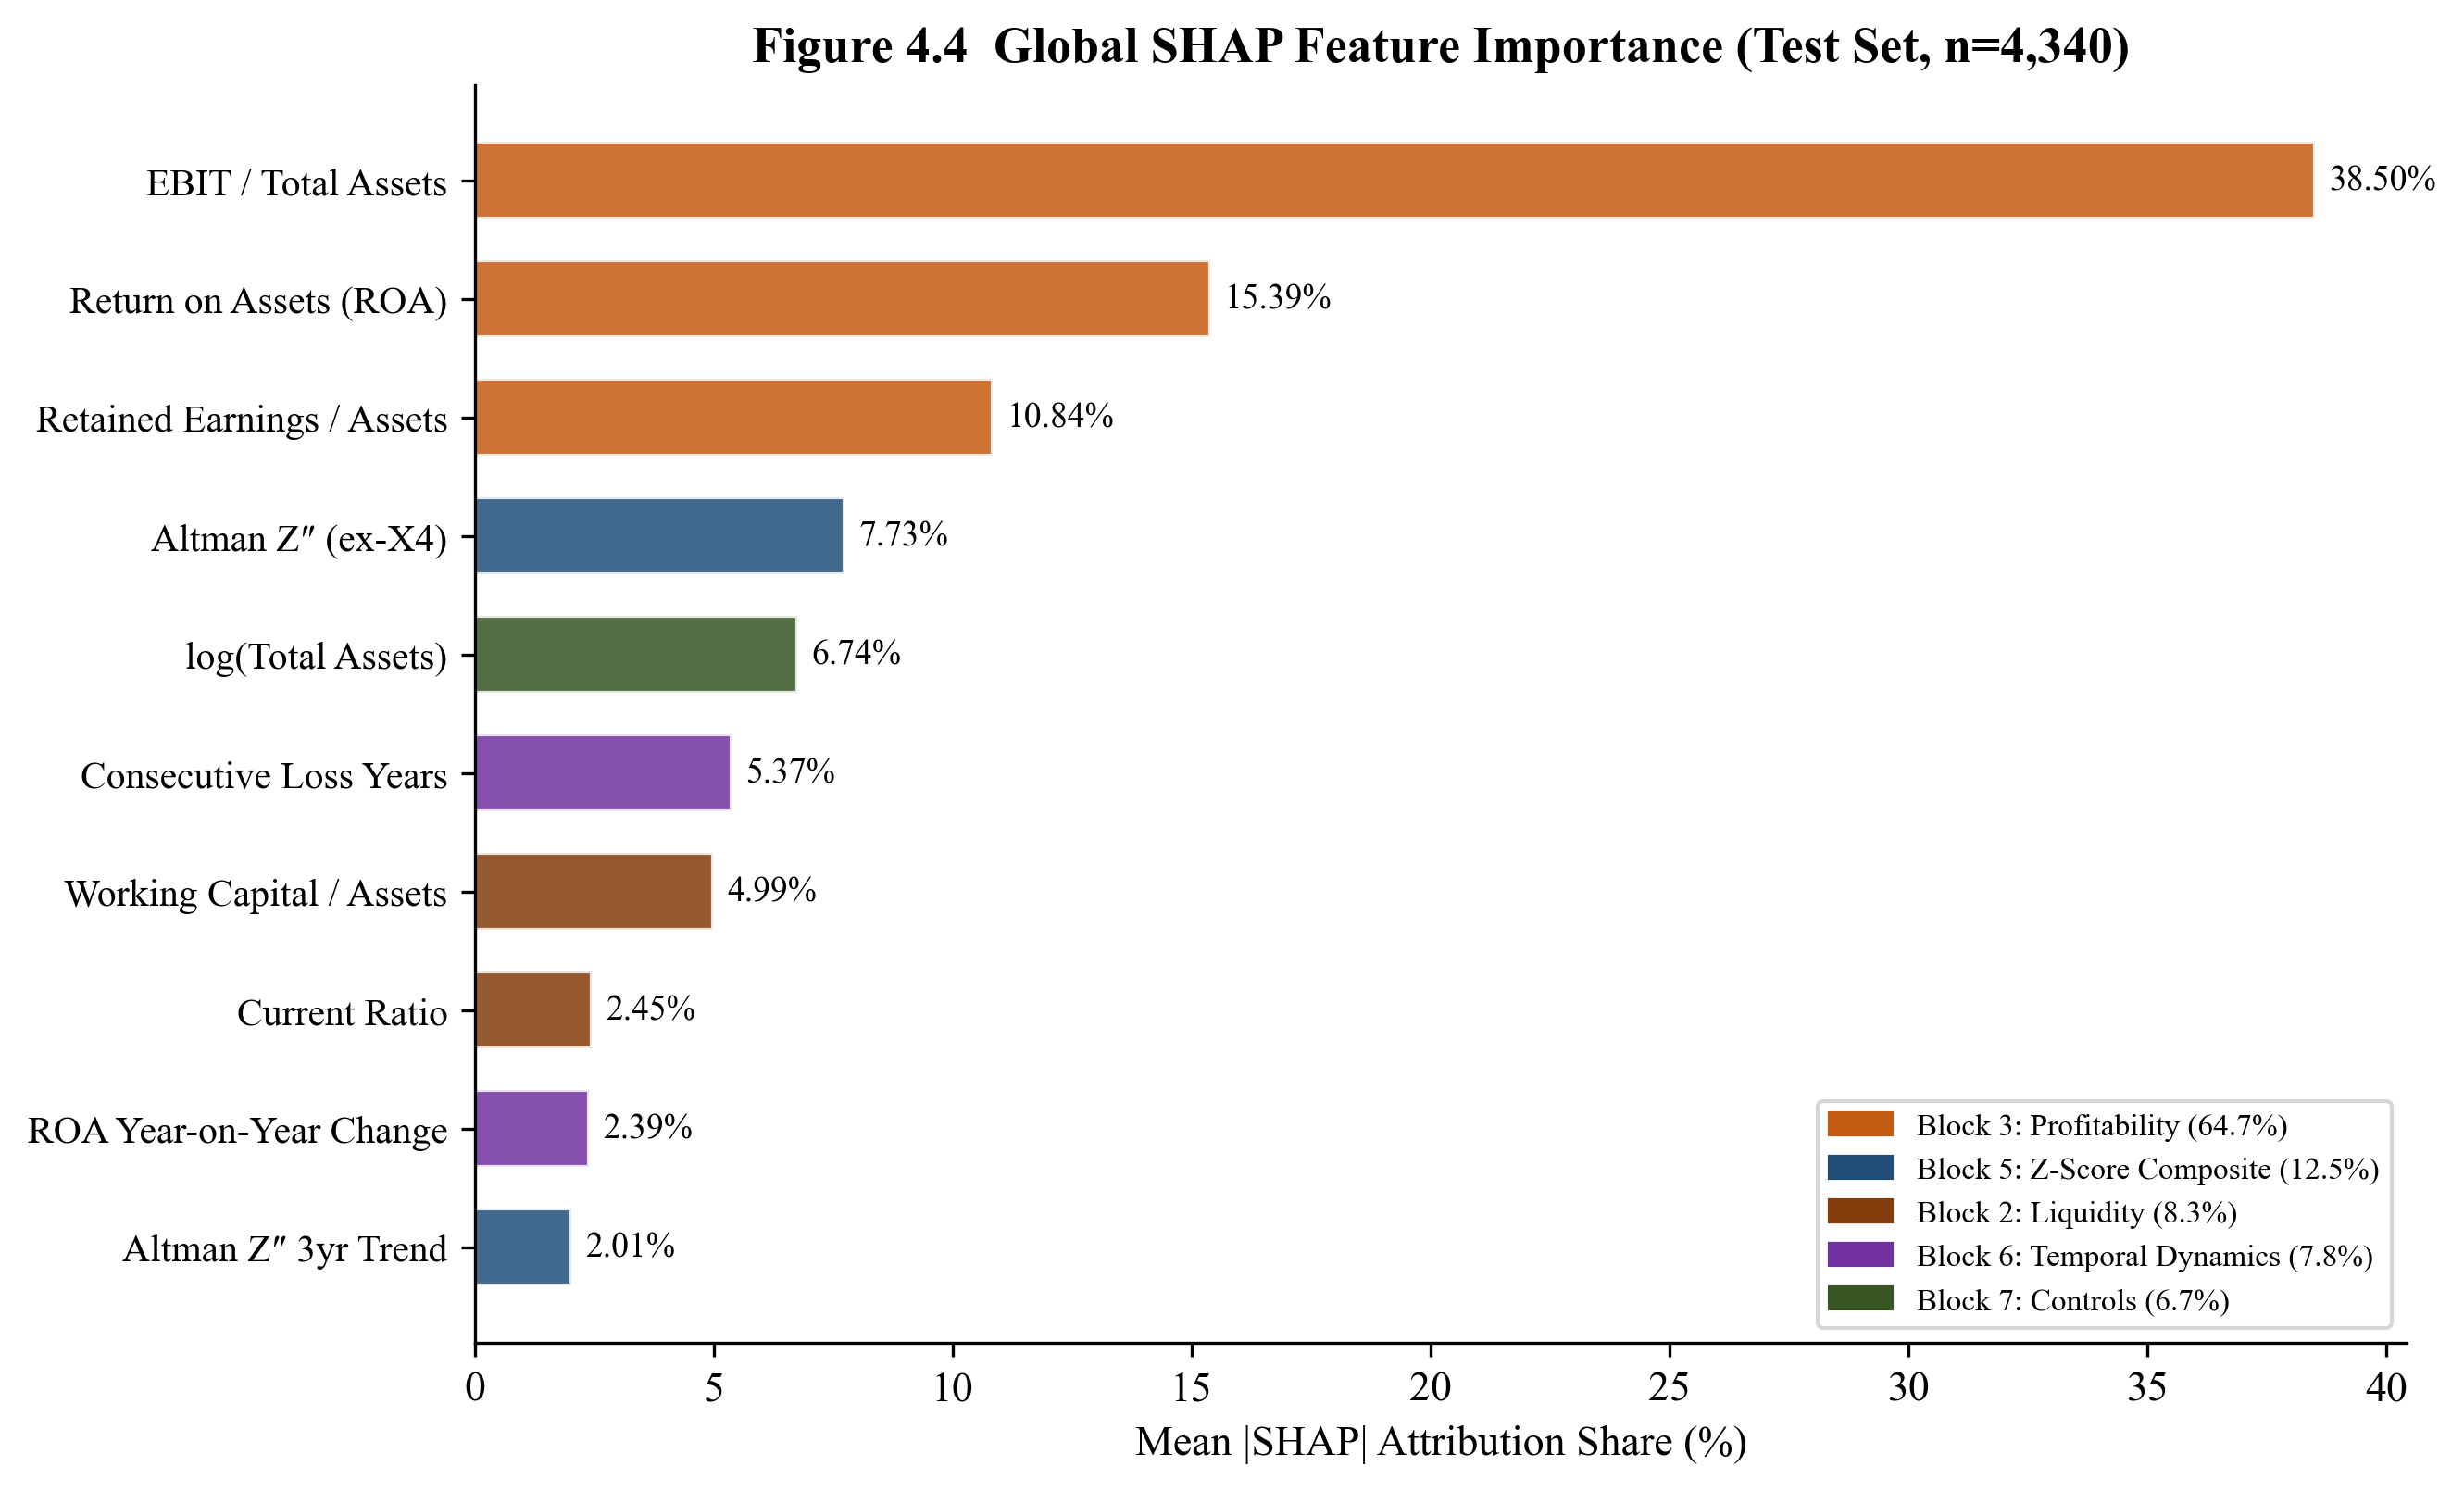 Figure 4.4  Global SHAP Feature Importance (Test Set, n=4,340)
EBIT / Total Assets 38.50%
Return on Assets (ROA) 15.39%
Retained Earnings / Assets 10.84%
Altman Z″ (ex-X4) 7.73%
log(Total Assets) 6.74%
Consecutive Loss Years 5.37%
Working Capital / Assets 4.99%
Current Ratio 2.45%
ROA Year-on-Year Change 2.39%
Altman Z″ 3yr Trend 2.01%
Block 3: Profitability (64.7%)
Block 5: Z-Score Composite (12.5%)
Block 2: Liquidity (8.3%)
Block 6: Temporal Dynamics (7.8%)
Block 7: Controls (6.7%)
0 5 10 15 20 25 30 35 40
Mean |SHAP| Attribution Share (%)